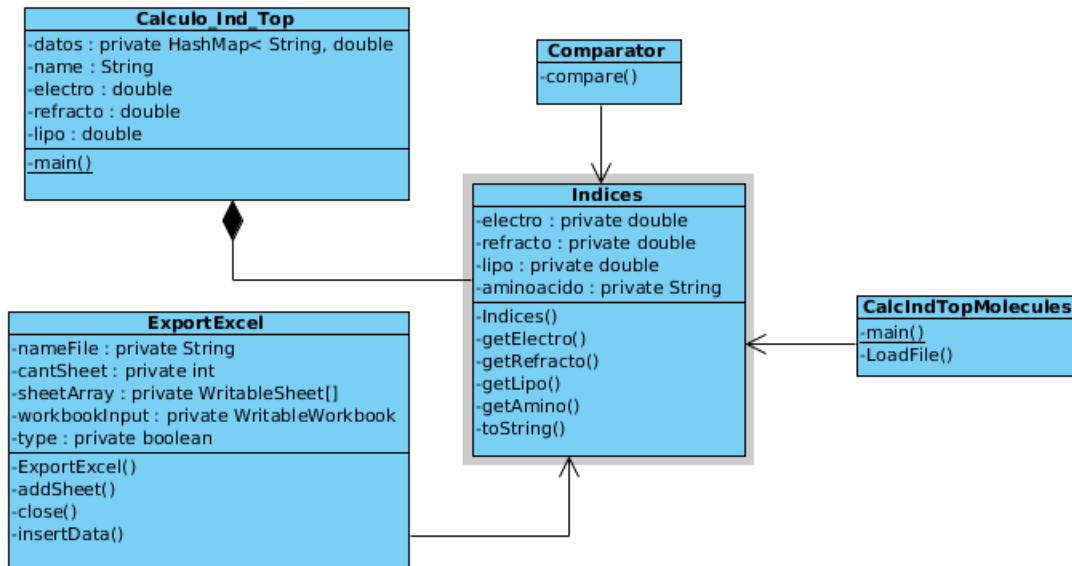 Calculo_Ind_Top
-datos : private HashMap< String, double
-name : String
-electro : double
-refracto : double
-lipo : double
-main()
Comparator
-compare()
Indices
-electro : private double
-refracto : private double
-lipo : private double
-aminoacido : private String
-Indices()
-getElectro()
-getRefracto()
-getLipo()
-getAmino()
-toString()
CalcIndTopMolecules
-main()
-LoadFile()
ExportExcel
-nameFile : private String
-cantSheet : private int
-sheetArray : private WritableSheet[]
-workbookInput : private WritableWorkbook
-type : private boolean
-ExportExcel()
-addSheet()
-close()
-insertData()